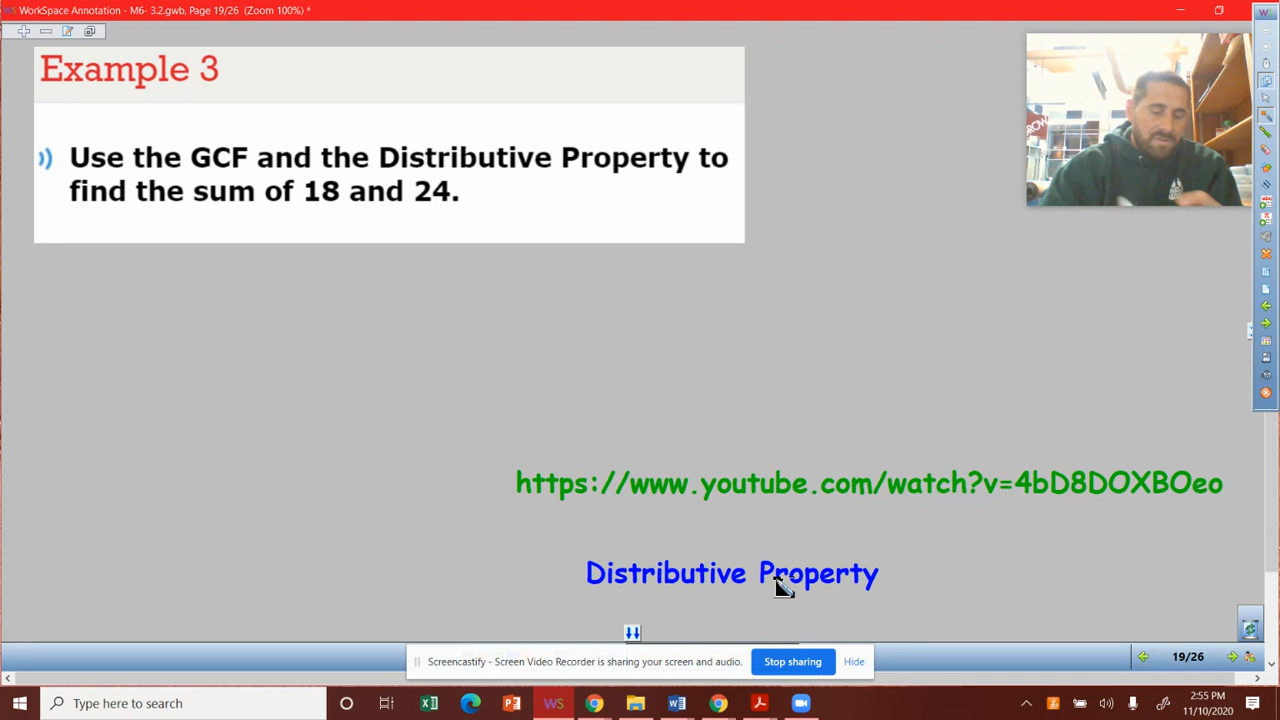 WorkSpace Annotation - M6- 3.2.gwb, Page 19/26 (Zoom 100%) *
Example 3
Use the GCF and the Distributive Property to
find the sum of 18 and 24.
https://www.youtube.com/watch?v=4bD8DOXBOeo
Distributive Property
19/26
Screencastify - Screen Video Recorder is sharing your screen and audio.
Stop sharing
Hide
Type here to search
2:55 PM
11/10/2020